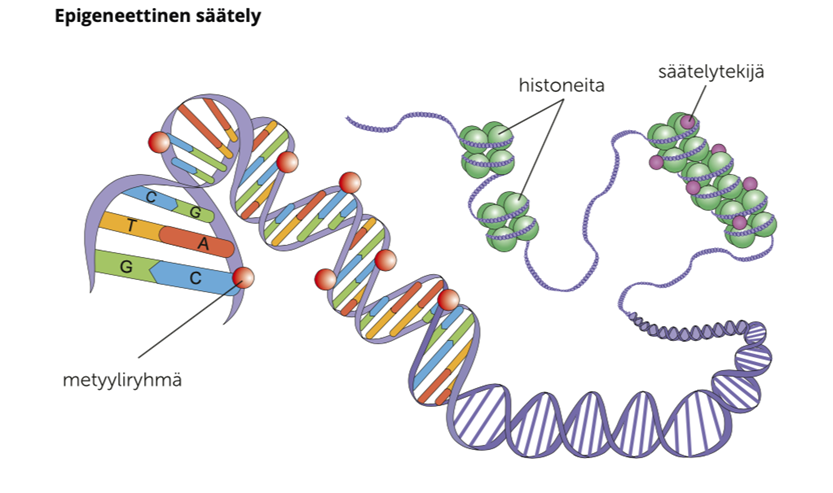 Epigeneettinen säätely
histoneita
säätelytekijä
C G
T A
G C
metyyliryhmä